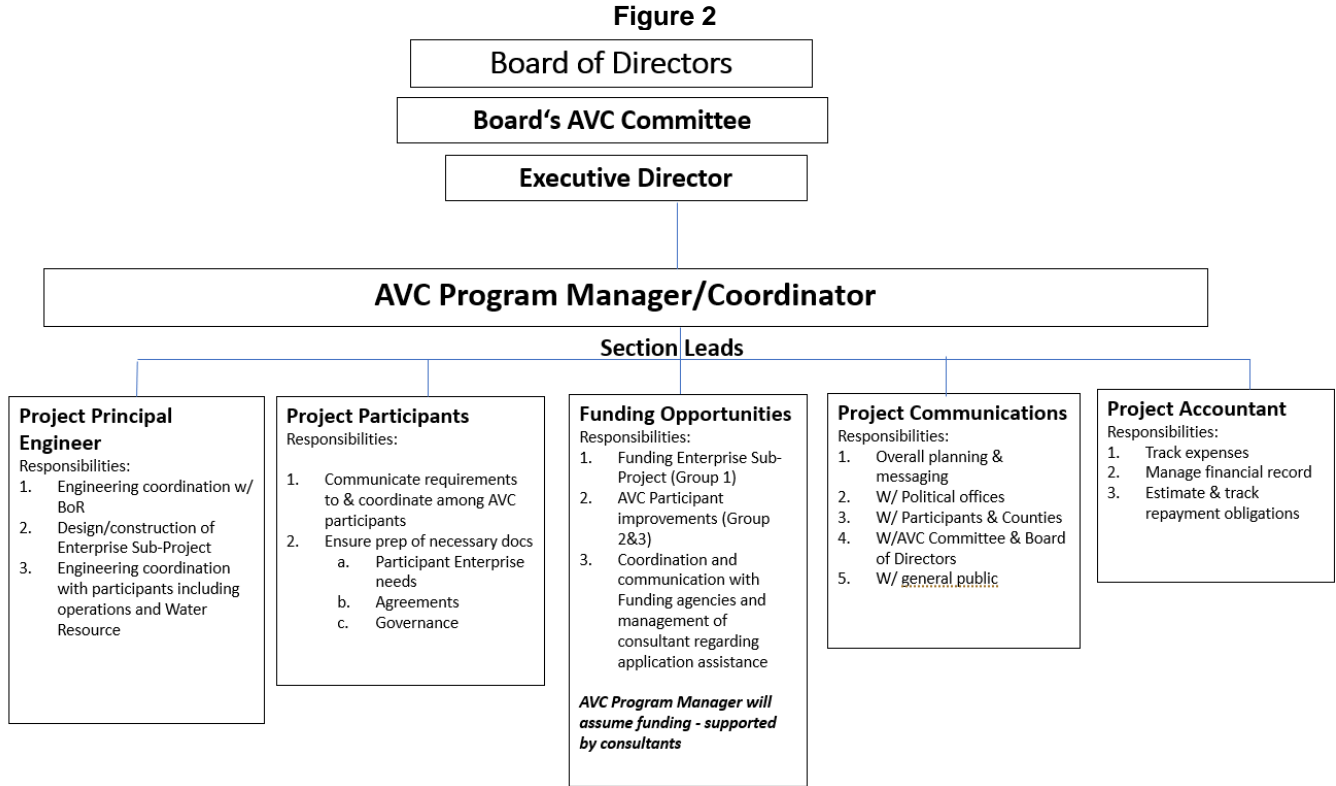 Figure 2
Board of Directors
Board‘s AVC Committee
Executive Director
AVC Program Manager/Coordinator
Section Leads
Project Principal
Engineer
Responsibilities:
1. Engineering coordination w/
BoR
2. Design/construction of
Enterprise Sub-Project
3. Engineering coordination
with participants including
operations and Water
Resource
Project Participants
Responsibilities:
1. Communicate requirements
to & coordinate among AVC
participants
2. Ensure prep of necessary docs
a. Participant Enterprise
needs
b. Agreements
c. Governance
Funding Opportunities
Responsibilities:
1. Funding Enterprise Sub-
Project (Group 1)
2. AVC Participant
improvements (Group
2&3)
3. Coordination and
communication with
Funding agencies and
management of
consultant regarding
application assistance
AVC Program Manager will
assume funding - supported
by consultants
Project Communications
Responsibilities:
1. Overall planning &
messaging
2. W/ Political offices
3. W/ Participants & Counties
4. W/AVC Committee & Board
of Directors
5. W/ general public
Project Accountant
Responsibilities:
1. Track expenses
2. Manage financial record
3. Estimate & track
repayment obligations